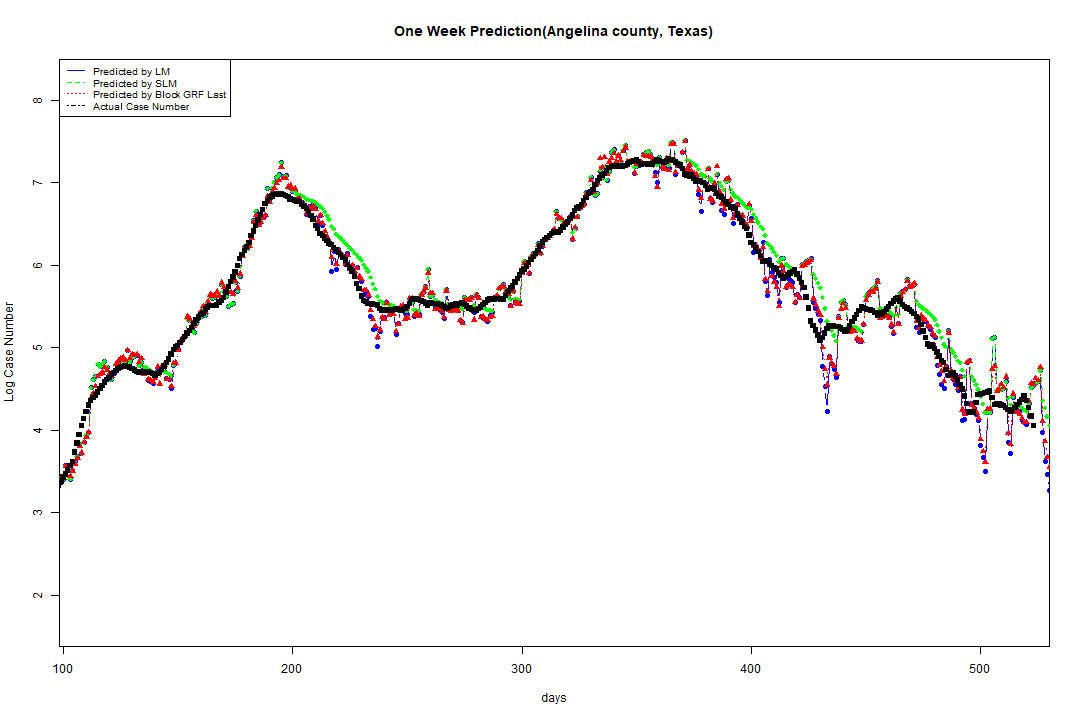 One Week Prediction(Angelina county, Texas)
Predicted by LM
Predicted by SLM
Predicted by Block GRF Last
Actual Case Number
Log Case Number
8
7
6
5
4
3
2
100 200 300 400 500
days